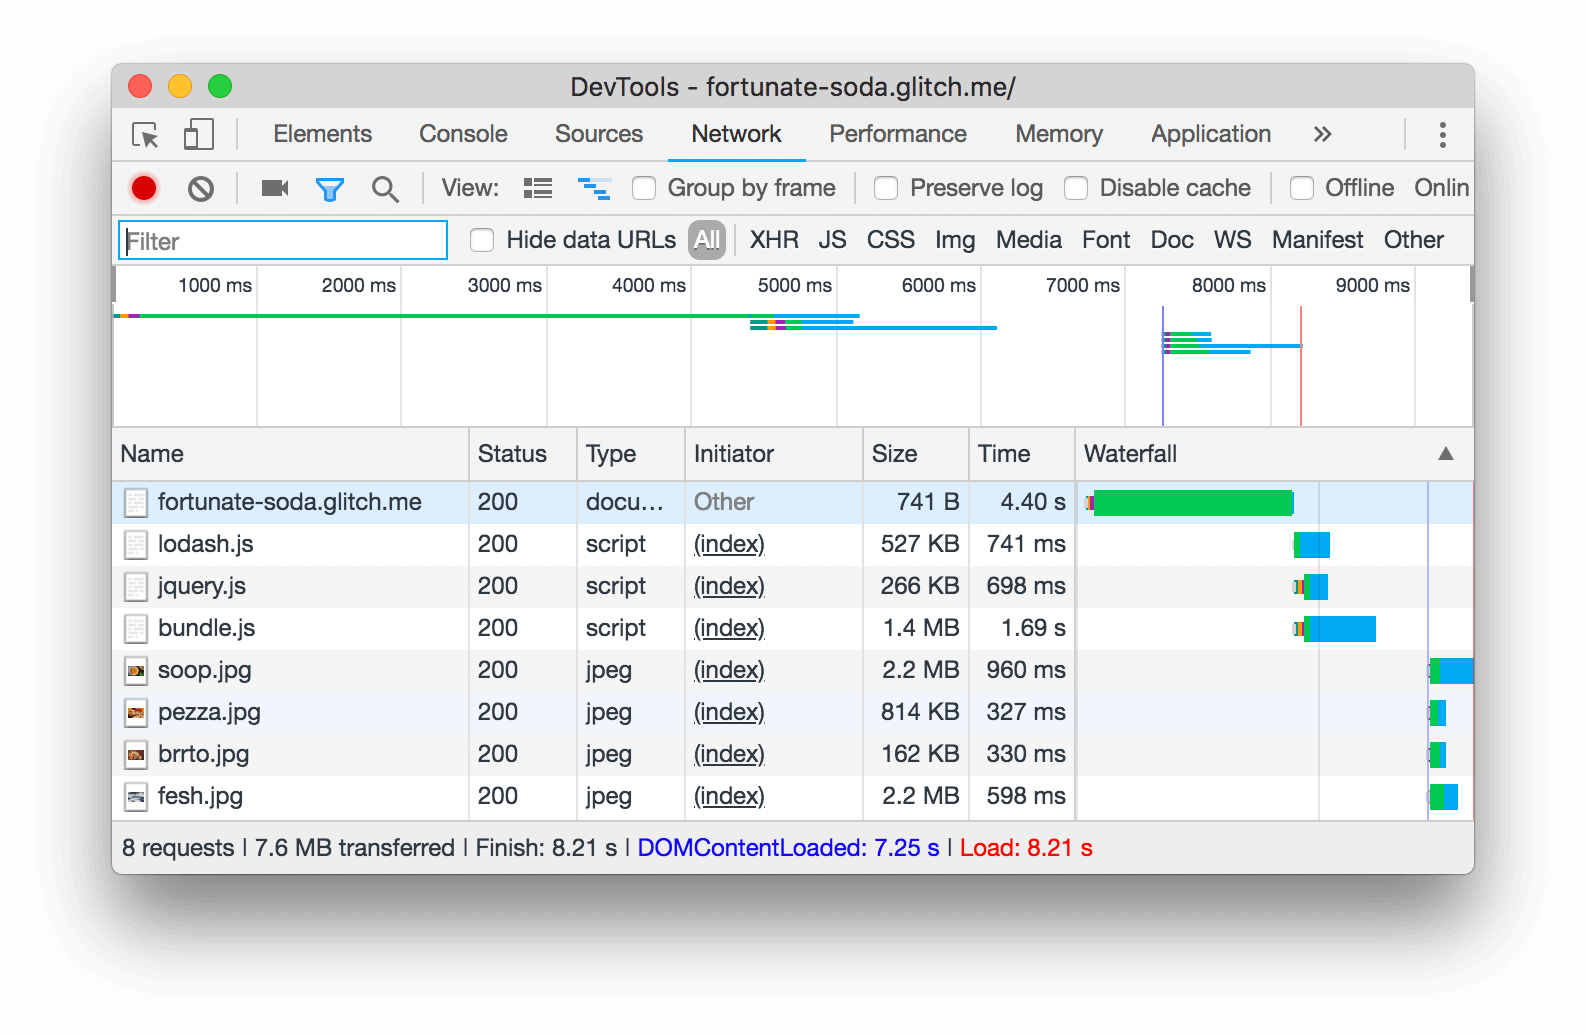 DevTools - fortunate-soda.glitch.me/
Elements Console Sources Network Performance Memory Application »
View: Group by frame Preserve log Disable cache Offline Onlin
Filter Hide data URLs All XHR JS CSS Img Media Font Doc WS Manifest Other
1000 ms 2000 ms 3000 ms 4000 ms 5000 ms 6000 ms 7000 ms 8000 ms 9000 ms
Name Status Type Initiator Size Time Waterfall ▲
fortunate-soda.glitch.me 200 docu... Other 741 B 4.40 s
lodash.js 200 script (index) 527 KB 741 ms
jquery.js 200 script (index) 266 KB 698 ms
bundle.js 200 script (index) 1.4 MB 1.69 s
soop.jpg 200 jpeg (index) 2.2 MB 960 ms
pezza.jpg 200 jpeg (index) 814 KB 327 ms
brrto.jpg 200 jpeg (index) 162 KB 330 ms
fesh.jpg 200 jpeg (index) 2.2 MB 598 ms
8 requests | 7.6 MB transferred | Finish: 8.21 s | DOMContentLoaded: 7.25 s | Load: 8.21 s